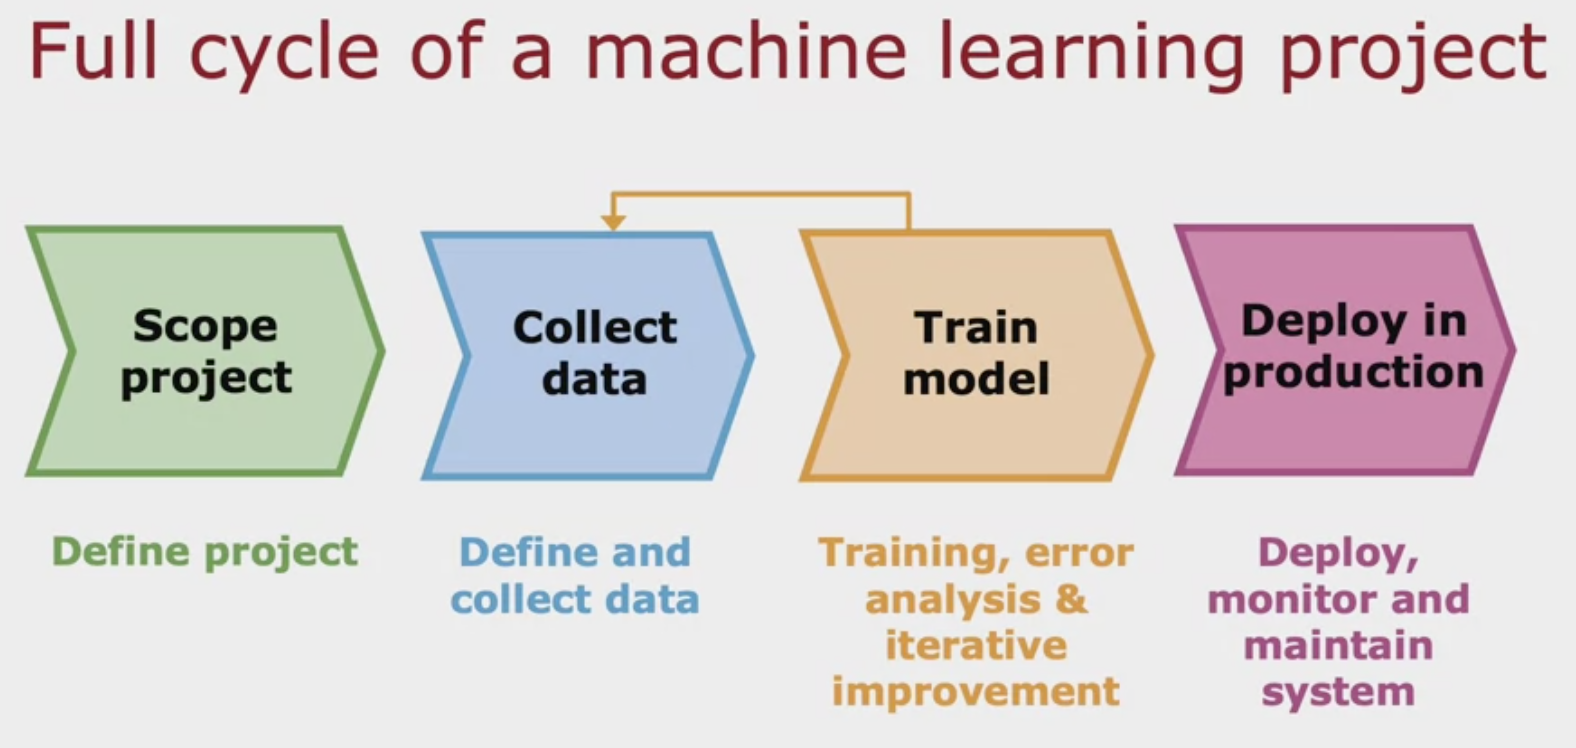 Full cycle of a machine learning project
Scope
project
Collect
data
Train
model
Deploy in
production
Define project
Define and
collect data
Training, error
analysis &
iterative
improvement
Deploy,
monitor and
maintain
system